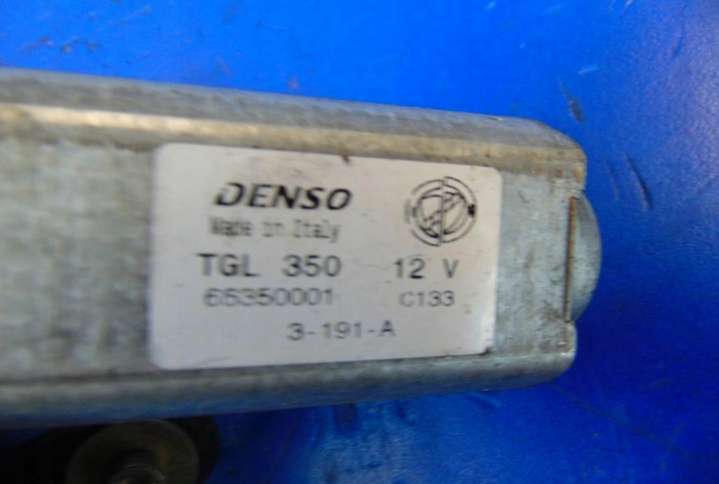 DENSO
Made in Italy
TGL 350 12 V
66350001 C133
3-191-A